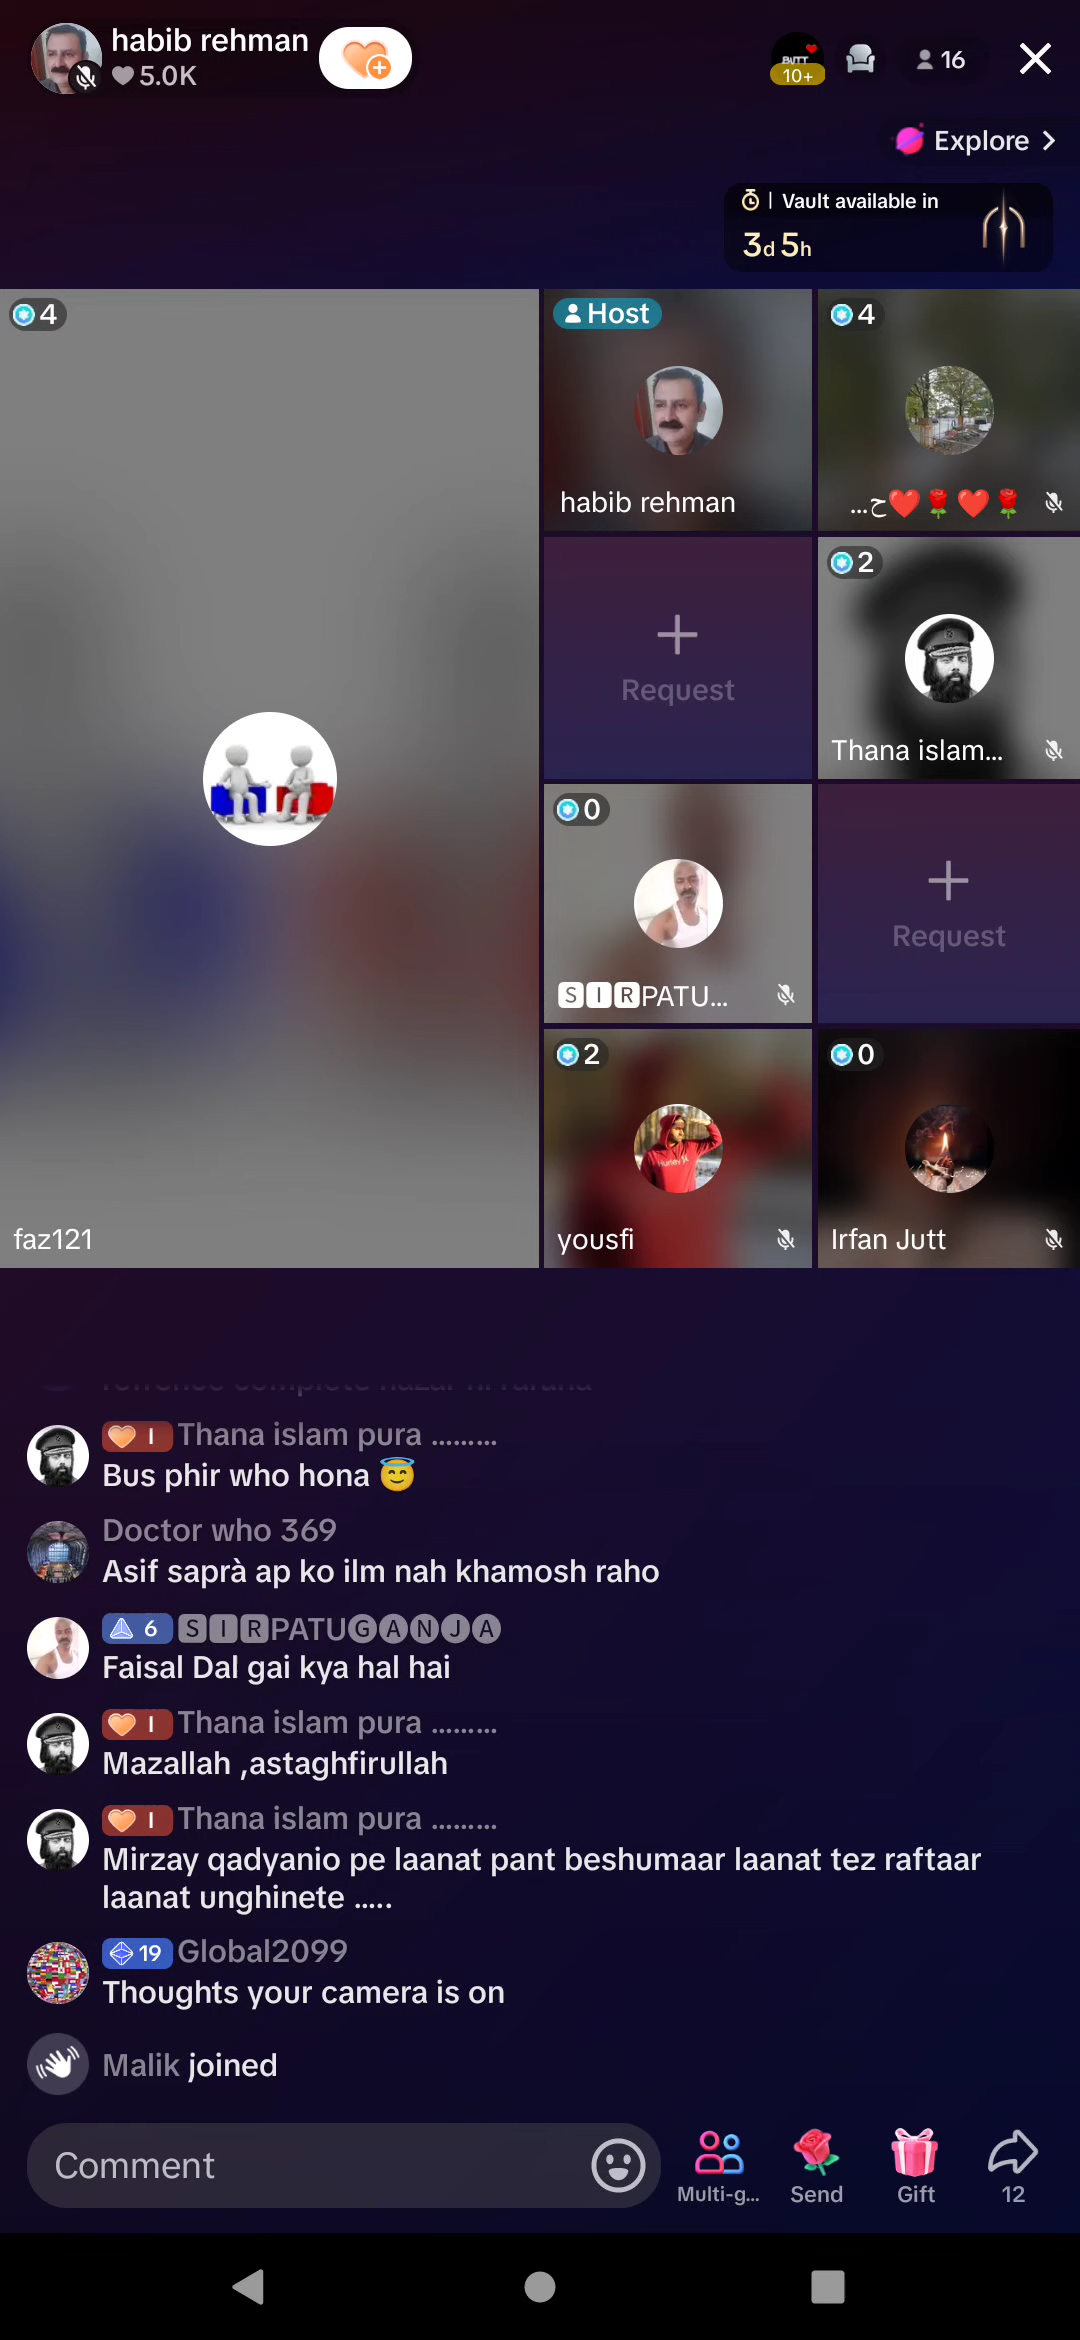 habib rehman
5.0K
BUTT
10+
16
Explore
Vault available in
3d 5h
4
Host
4
habib rehman
...ح❤️🌹❤️🌹
2
Request
Thana islam...
0
🆂🅸🆁PATU...
Request
2
0
faz121
yousfi
Irfan Jutt
I Thana islam pura .........
Bus phir who hona 😇
Doctor who 369
Asif saprà ap ko ilm nah khamosh raho
6 🆂🅸🆁PATU🅖🅐🅝🅙🅐
Faisal Dal gai kya hal hai
I Thana islam pura .........
Mazallah ,astaghfirullah
I Thana islam pura .........
Mirzay qadyanio pe laanat pant beshumaar laanat tez raftaar
laanat unghinete .....
19 Global2099
Thoughts your camera is on
Malik joined
Comment
Multi-g...
Send
Gift
12